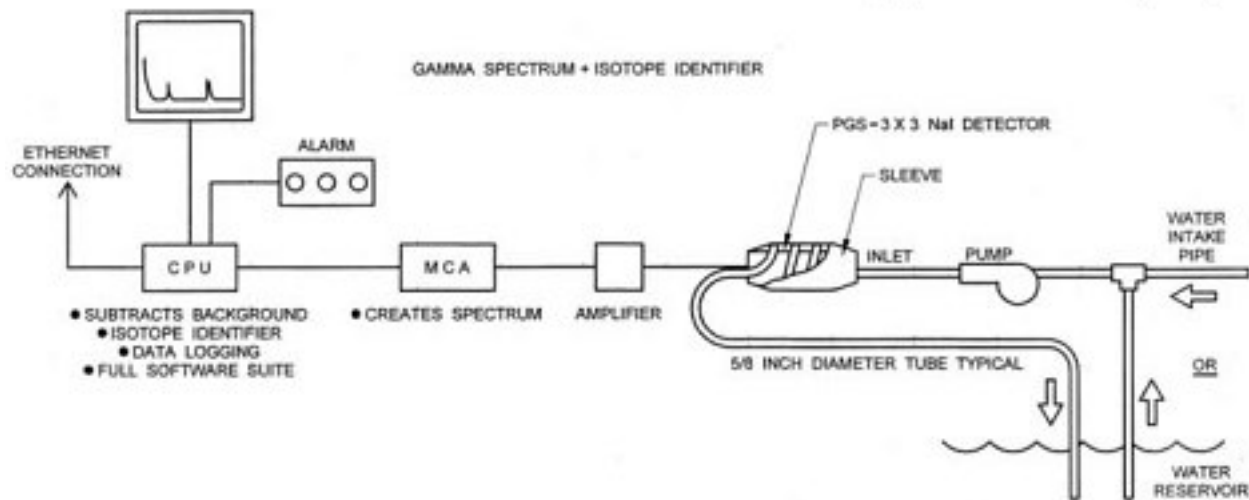 GAMMA SPECTRUM + ISOTOPE IDENTIFIER
PGS-3 X 3 NaI DETECTOR
ETHERNET
CONNECTION
ALARM
SLEEVE
WATER
INTAKE
PIPE
CPU
MCA
INLET
PUMP
● SUBTRACTS BACKGROUND
● ISOTOPE IDENTIFIER
● DATA LOGGING
● FULL SOFTWARE SUITE
● CREATES SPECTRUM
AMPLIFIER
5/8 INCH DIAMETER TUBE TYPICAL
OR
WATER
RESERVOIR